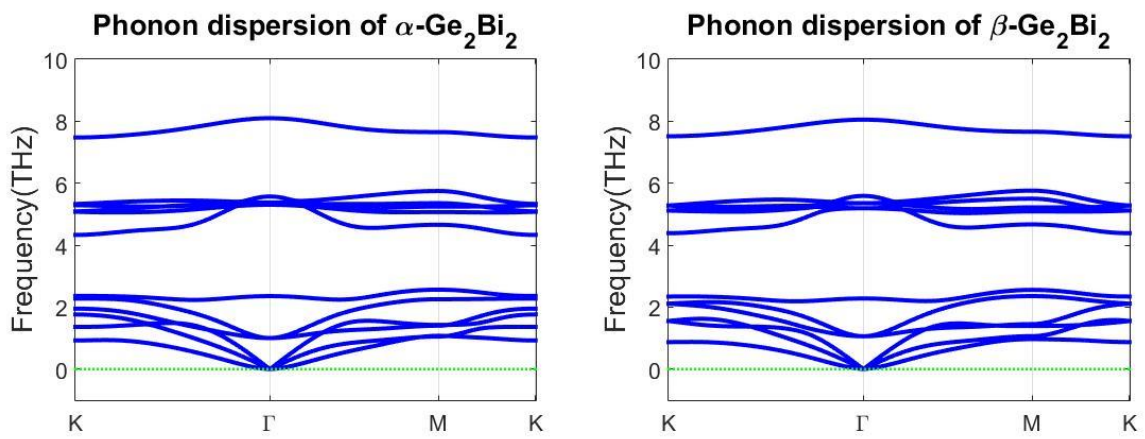 Phonon dispersion of α-Ge₂Bi₂
Frequency(THz)
10
8
6
4
2
0
K
Γ
M
K
Phonon dispersion of β-Ge₂Bi₂
Frequency(THz)
10
8
6
4
2
0
K
Γ
M
K